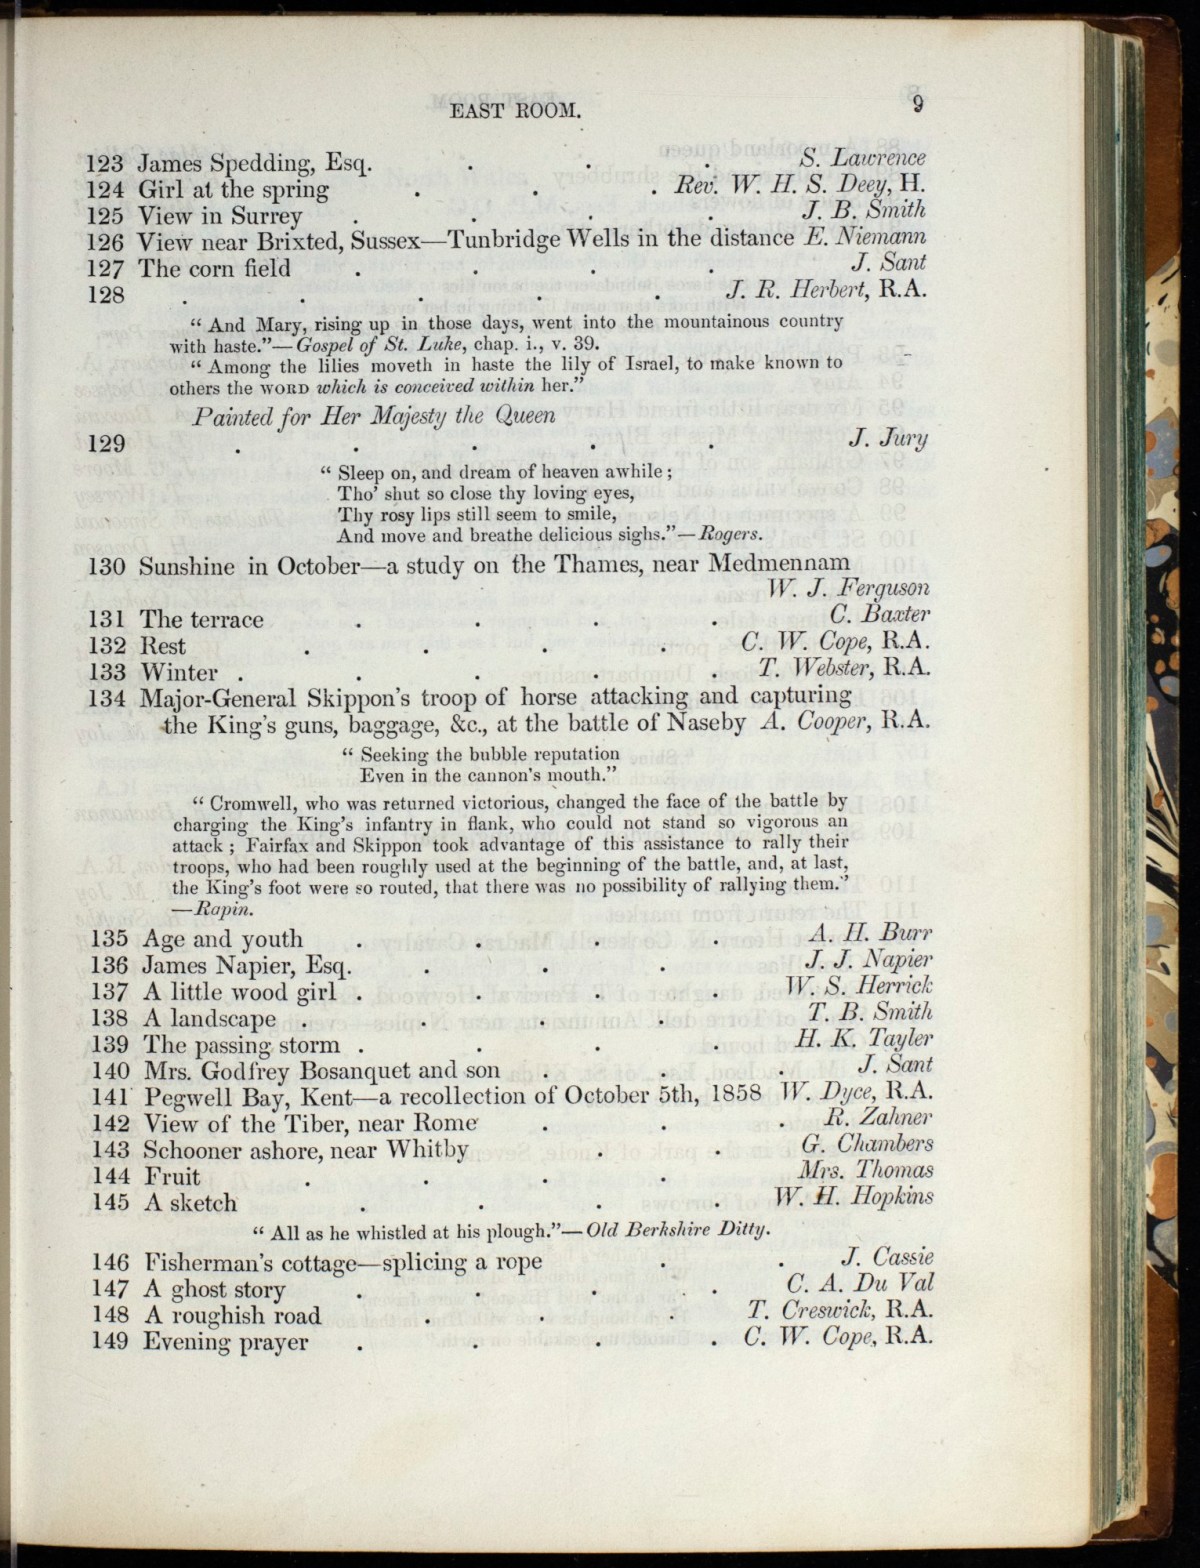 EAST ROOM. 9
123 James Spedding, Esq. . . . S. Lawrence
124 Girl at the spring . . . Rev. W. H. S. Deey, H.
125 View in Surrey . . . . J. B. Smith
126 View near Brixted, Sussex—Tunbridge Wells in the distance E. Niemann
127 The corn field . . . . J. Sant
128 . . . . . J. R. Herbert, R.A.
“ And Mary, rising up in those days, went into the mountainous country
with haste.”—Gospel of St. Luke, chap. i., v. 39.
“ Among the lilies moveth in haste the lily of Israel, to make known to
others the WORD which is conceived within her.”
Painted for Her Majesty the Queen
129 . . . . . J. Jury
“ Sleep on, and dream of heaven awhile ;
Tho’ shut so close thy loving eyes,
Thy rosy lips still seem to smile,
And move and breathe delicious sighs.”—Rogers.
130 Sunshine in October—a study on the Thames, near Medmennam
W. J. Ferguson
131 The terrace . . . . C. Baxter
132 Rest . . . . C. W. Cope, R.A.
133 Winter . . . . . T. Webster, R.A.
134 Major-General Skippon’s troop of horse attacking and capturing
the King’s guns, baggage, &c., at the battle of Naseby A. Cooper, R.A.
“ Seeking the bubble reputation
Even in the cannon’s mouth.”
“ Cromwell, who was returned victorious, changed the face of the battle by
charging the King’s infantry in flank, who could not stand so vigorous an
attack ; Fairfax and Skippon took advantage of this assistance to rally their
troops, who had been roughly used at the beginning of the battle, and, at last,
the King’s foot were so routed, that there was no possibility of rallying them.”
—Rapin.
135 Age and youth . . . . A. H. Burr
136 James Napier, Esq. . . . J. J. Napier
137 A little wood girl . . . . W. S. Herrick
138 A landscape . . . . T. B. Smith
139 The passing storm . . . . H. K. Tayler
140 Mrs. Godfrey Bosanquet and son . . . J. Sant
141 Pegwell Bay, Kent—a recollection of October 5th, 1858 W. Dyce, R.A.
142 View of the Tiber, near Rome . . . R. Zahner
143 Schooner ashore, near Whitby . . G. Chambers
144 Fruit . . . . Mrs. Thomas
145 A sketch . . . . W. H. Hopkins
“ All as he whistled at his plough.”—Old Berkshire Ditty.
146 Fisherman’s cottage—splicing a rope . . J. Cassie
147 A ghost story . . . . C. A. Du Val
148 A roughish road . . . T. Creswick, R.A.
149 Evening prayer . . . . C. W. Cope, R.A.